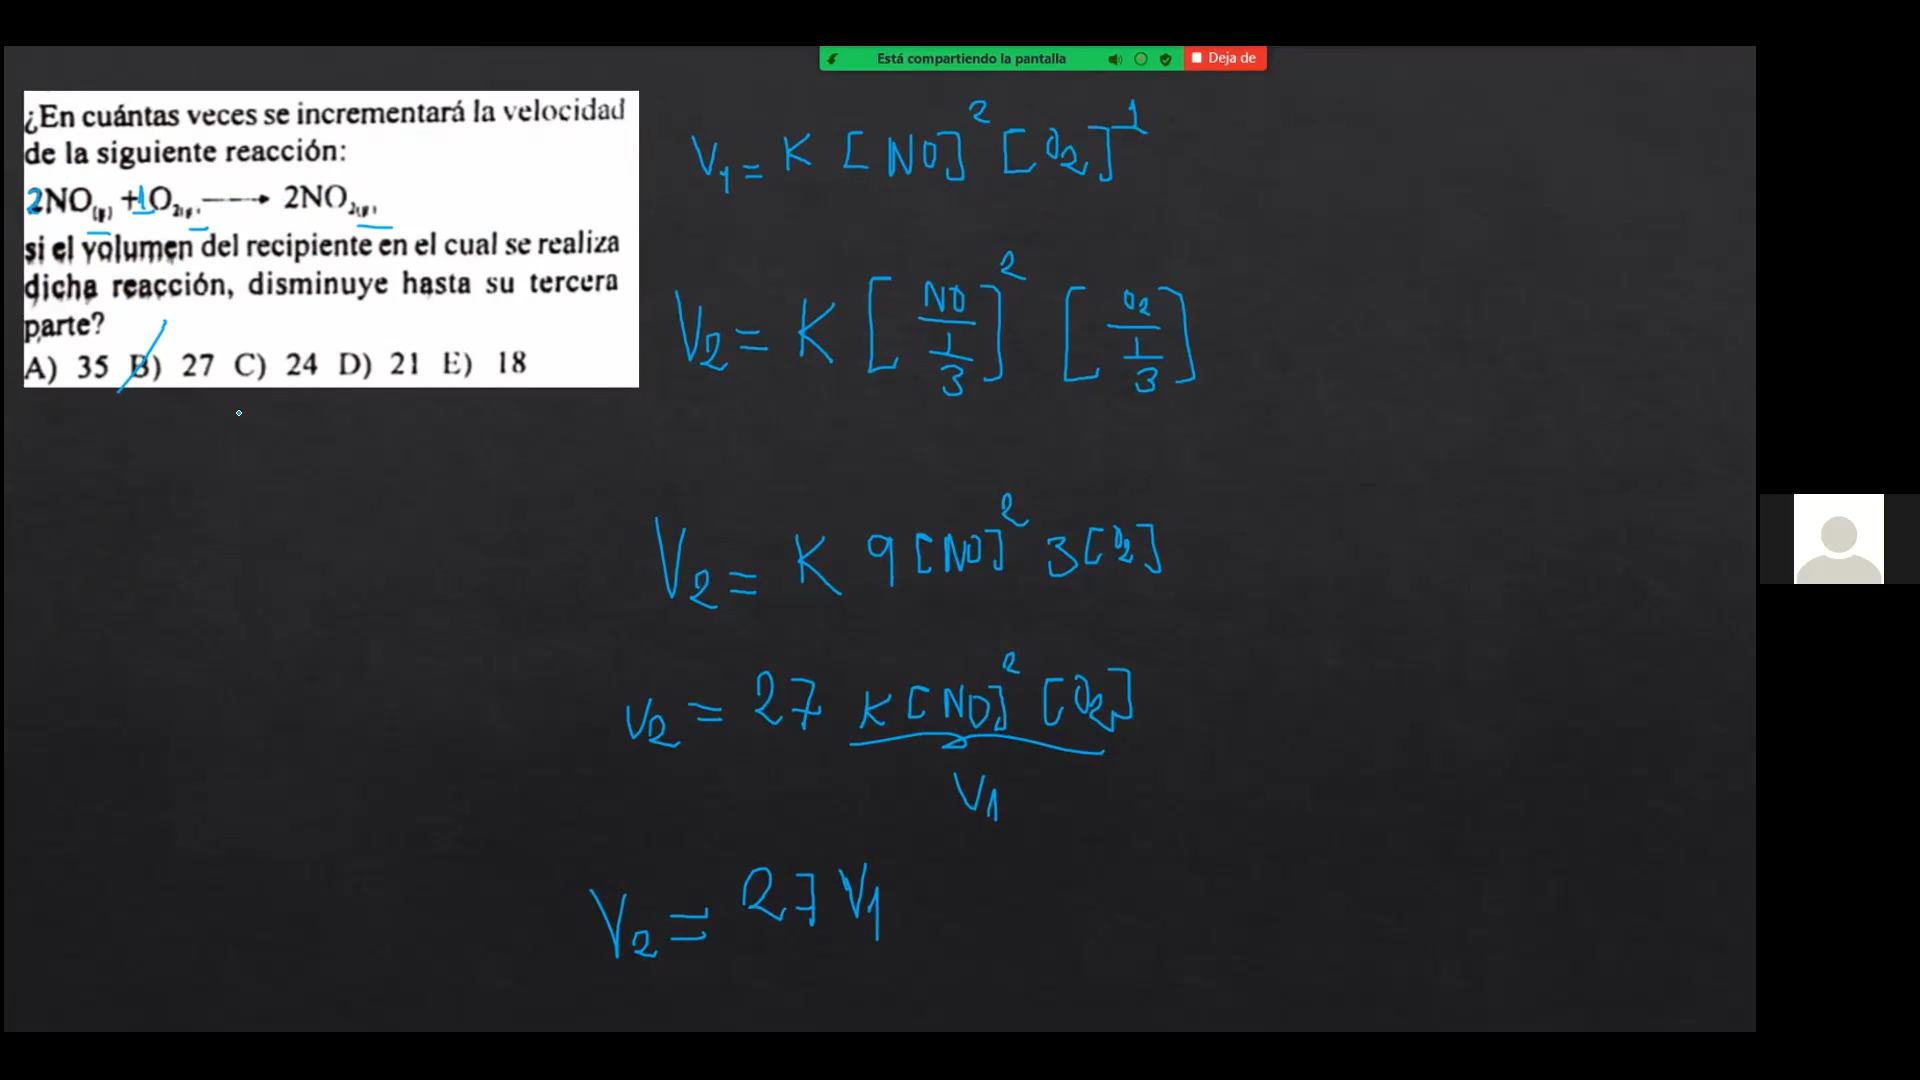 Está compartiendo la pantalla
Deja de
¿En cuántas veces se incrementará la velocidad
de la siguiente reacción:
2NO(g) + 1O2(g) → 2NO2(g)
si el volumen del recipiente en el cual se realiza
dicha reacción, disminuye hasta su tercera
parte?
A) 35 B) 27 C) 24 D) 21 E) 18
V1 = K [NO]^2 [O2]^1
V2 = K [NO/(1/3)]^2 [O2/(1/3)]
V2 = K 9 [NO]^2 3 [O2]
V2 = 27 K [NO]^2 [O2]
V1
V2 = 27 V1